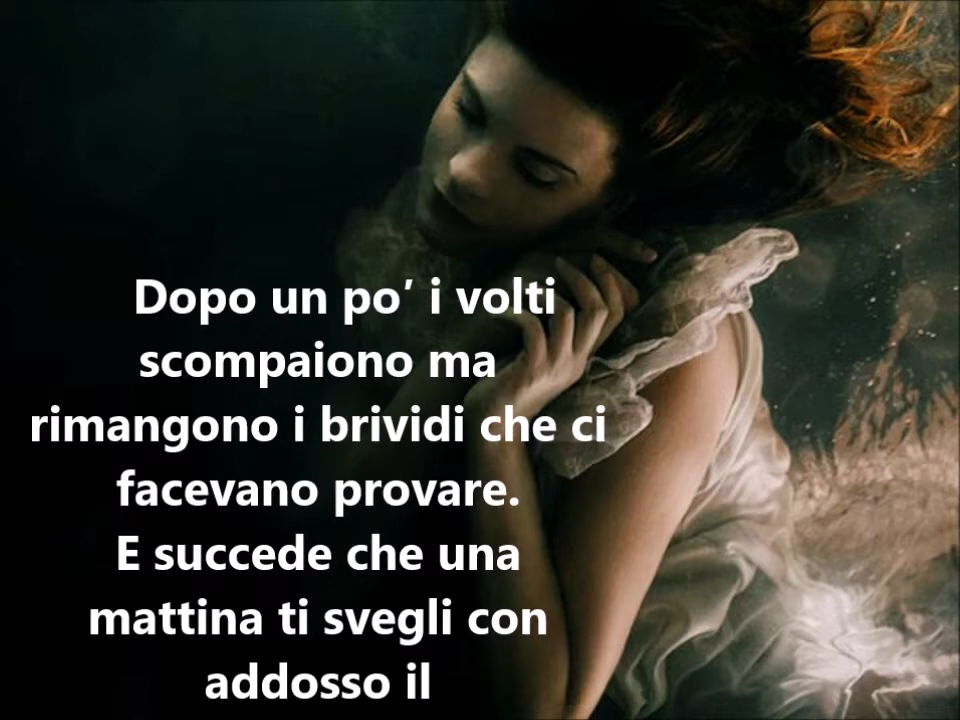 Dopo un po' i volti
scompaiono ma
rimangono i brividi che ci
facevano provare.
E succede che una
mattina ti svegli con
addosso il